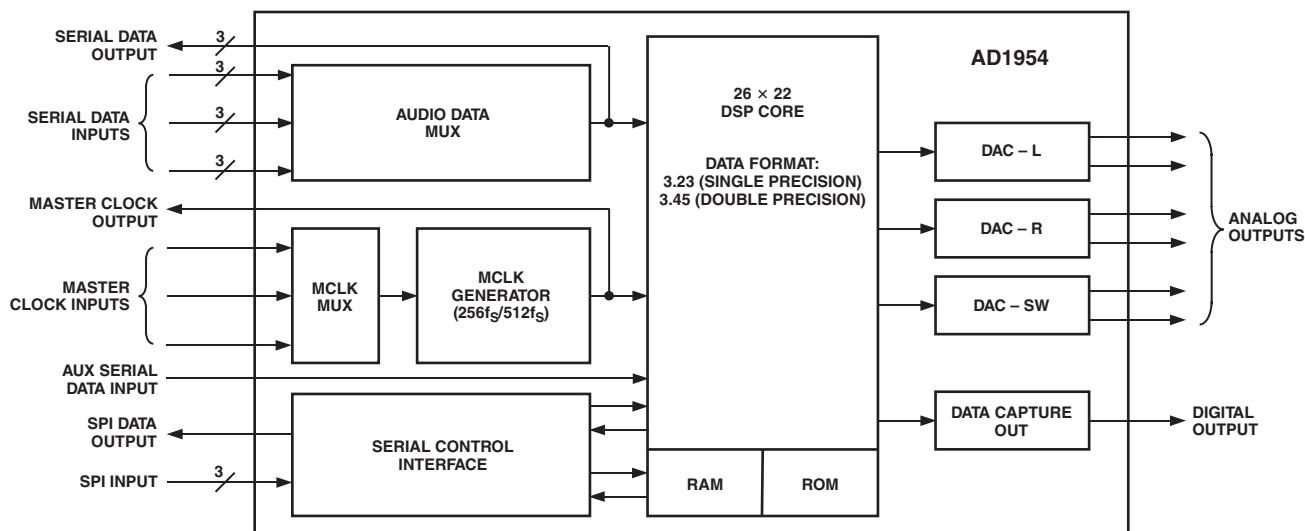 SERIAL DATA
OUTPUT
3
3
SERIAL DATA
INPUTS
3
3
AUDIO DATA
MUX
MASTER CLOCK
OUTPUT
MASTER
CLOCK INPUTS
MCLK
MUX
MCLK
GENERATOR
(256fS/512fS)
AUX SERIAL
DATA INPUT
SPI DATA
OUTPUT
SPI INPUT
3
SERIAL CONTROL
INTERFACE
26 × 22
DSP CORE
DATA FORMAT:
3.23 (SINGLE PRECISION)
3.45 (DOUBLE PRECISION)
RAM
ROM
AD1954
DAC – L
DAC – R
DAC – SW
ANALOG
OUTPUTS
DATA CAPTURE
OUT
DIGITAL
OUTPUT